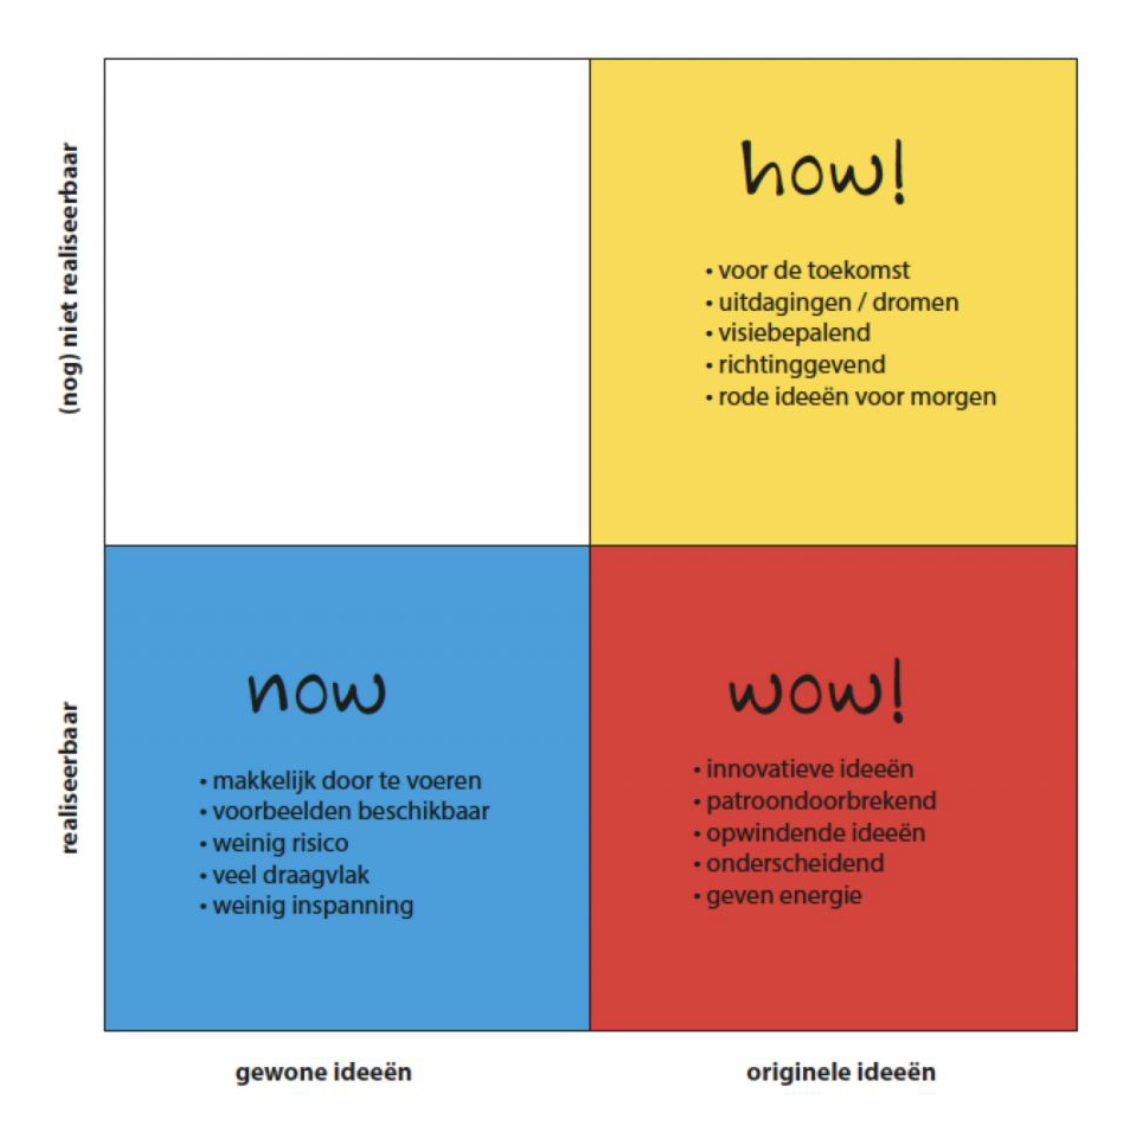 (nog) niet realiseerbaar
how!
• voor de toekomst
• uitdagingen / dromen
• visiebepalend
• richtinggevend
• rode ideeën voor morgen
realiseerbaar
now
• makkelijk door te voeren
• voorbeelden beschikbaar
• weinig risico
• veel draagvlak
• weinig inspanning
wow!
• innovatieve ideeën
• patroondoorbrekend
• opwindende ideeën
• onderscheidend
• geven energie
gewone ideeën
originele ideeën